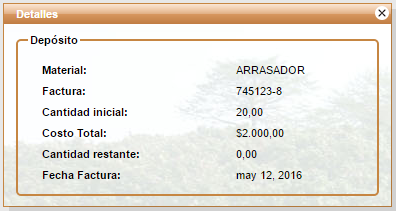 Detalles
Depósito
Material: ARRASADOR
Factura: 745123-8
Cantidad inicial: 20,00
Costo Total: $2.000,00
Cantidad restante: 0,00
Fecha Factura: may 12, 2016